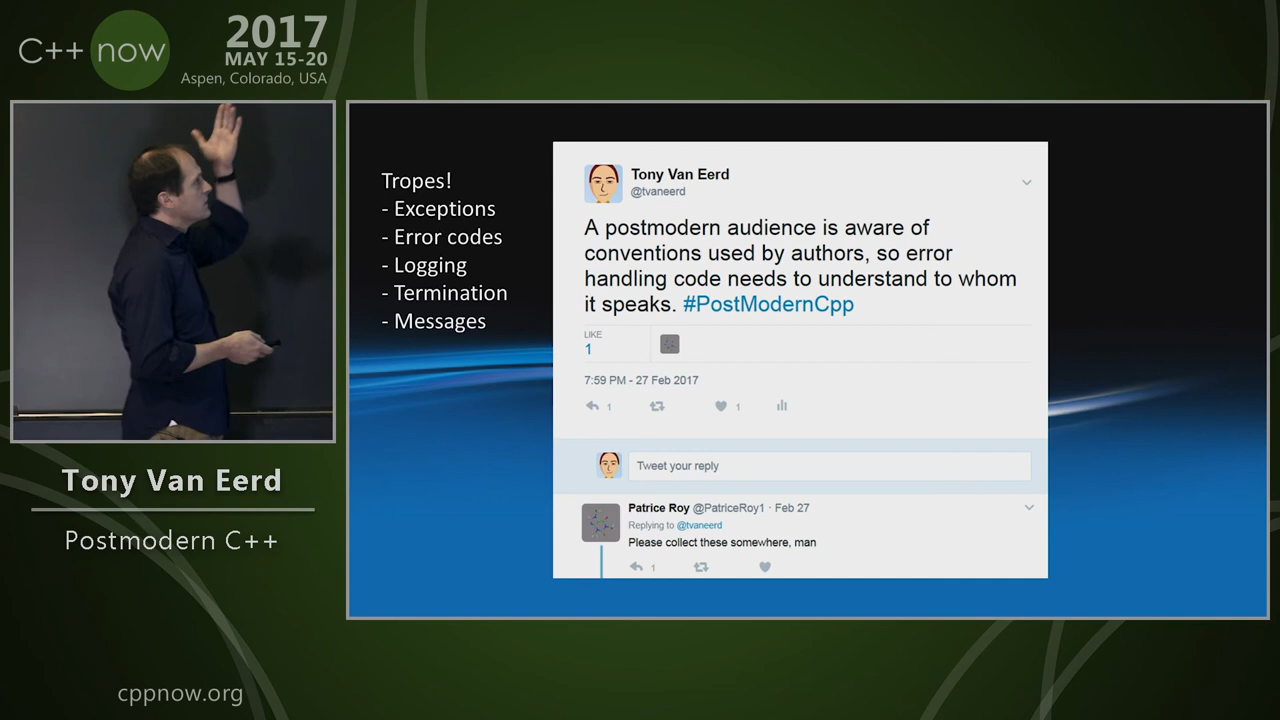 C++ now
2017
MAY 15-20
Aspen, Colorado, USA
Tropes!
- Exceptions
- Error codes
- Logging
- Termination
- Messages
Tony Van Eerd
@tvaneerd
A postmodern audience is aware of
conventions used by authors, so error
handling code needs to understand to whom
it speaks. #PostModernCpp
LIKE
1
7:59 PM - 27 Feb 2017
1
1
Tweet your reply
Patrice Roy @PatriceRoy1 · Feb 27
Replying to @tvaneerd
Please collect these somewhere, man
1
Tony Van Eerd
Postmodern C++
cppnow.org